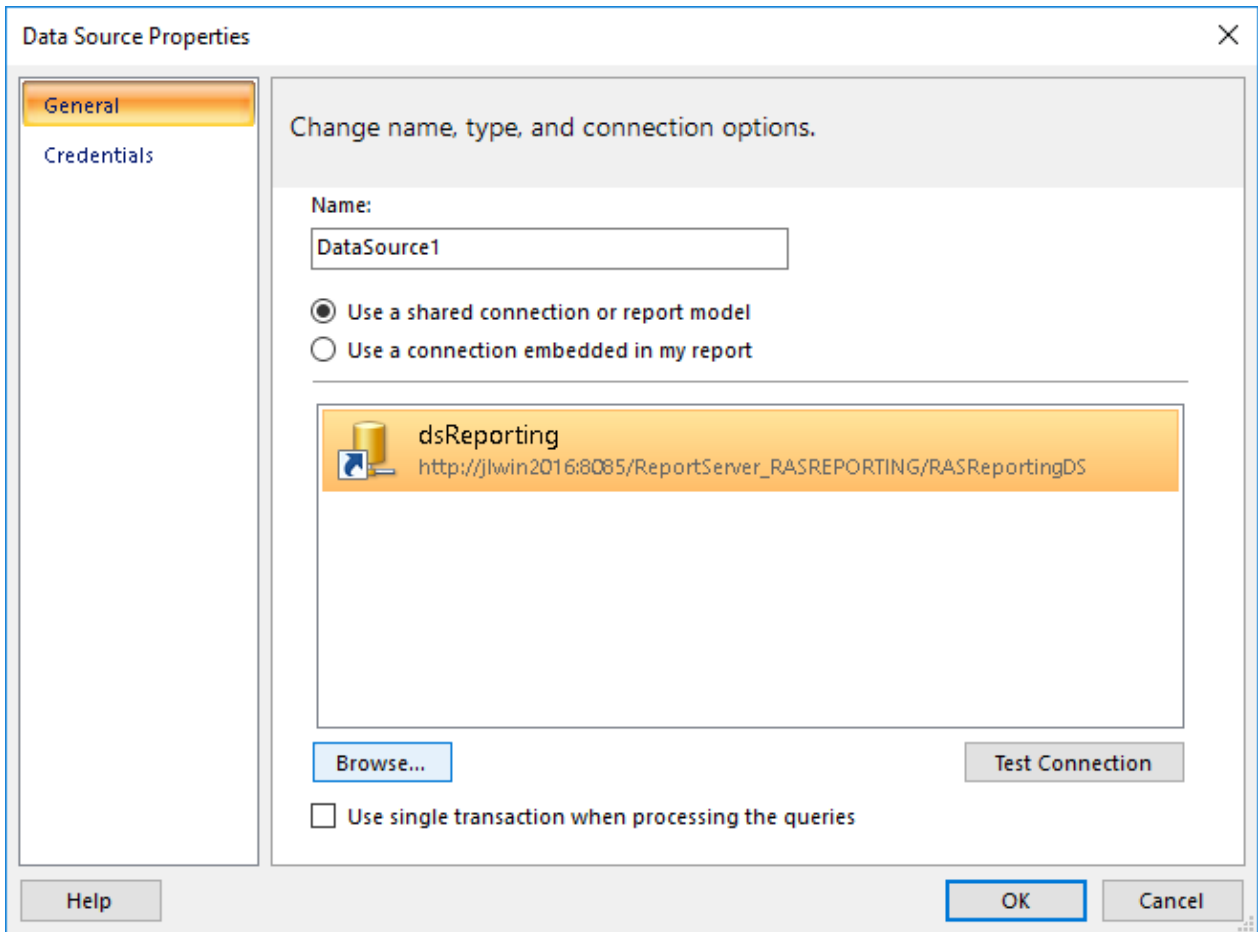 Data Source Properties
General
Credentials
Change name, type, and connection options.
Name:
DataSource1
Use a shared connection or report model
Use a connection embedded in my report
dsReporting
http://jlwin2016:8085/ReportServer_RASREPORTING/RASReportingDS
Browse...
Test Connection
Use single transaction when processing the queries
Help
OK
Cancel